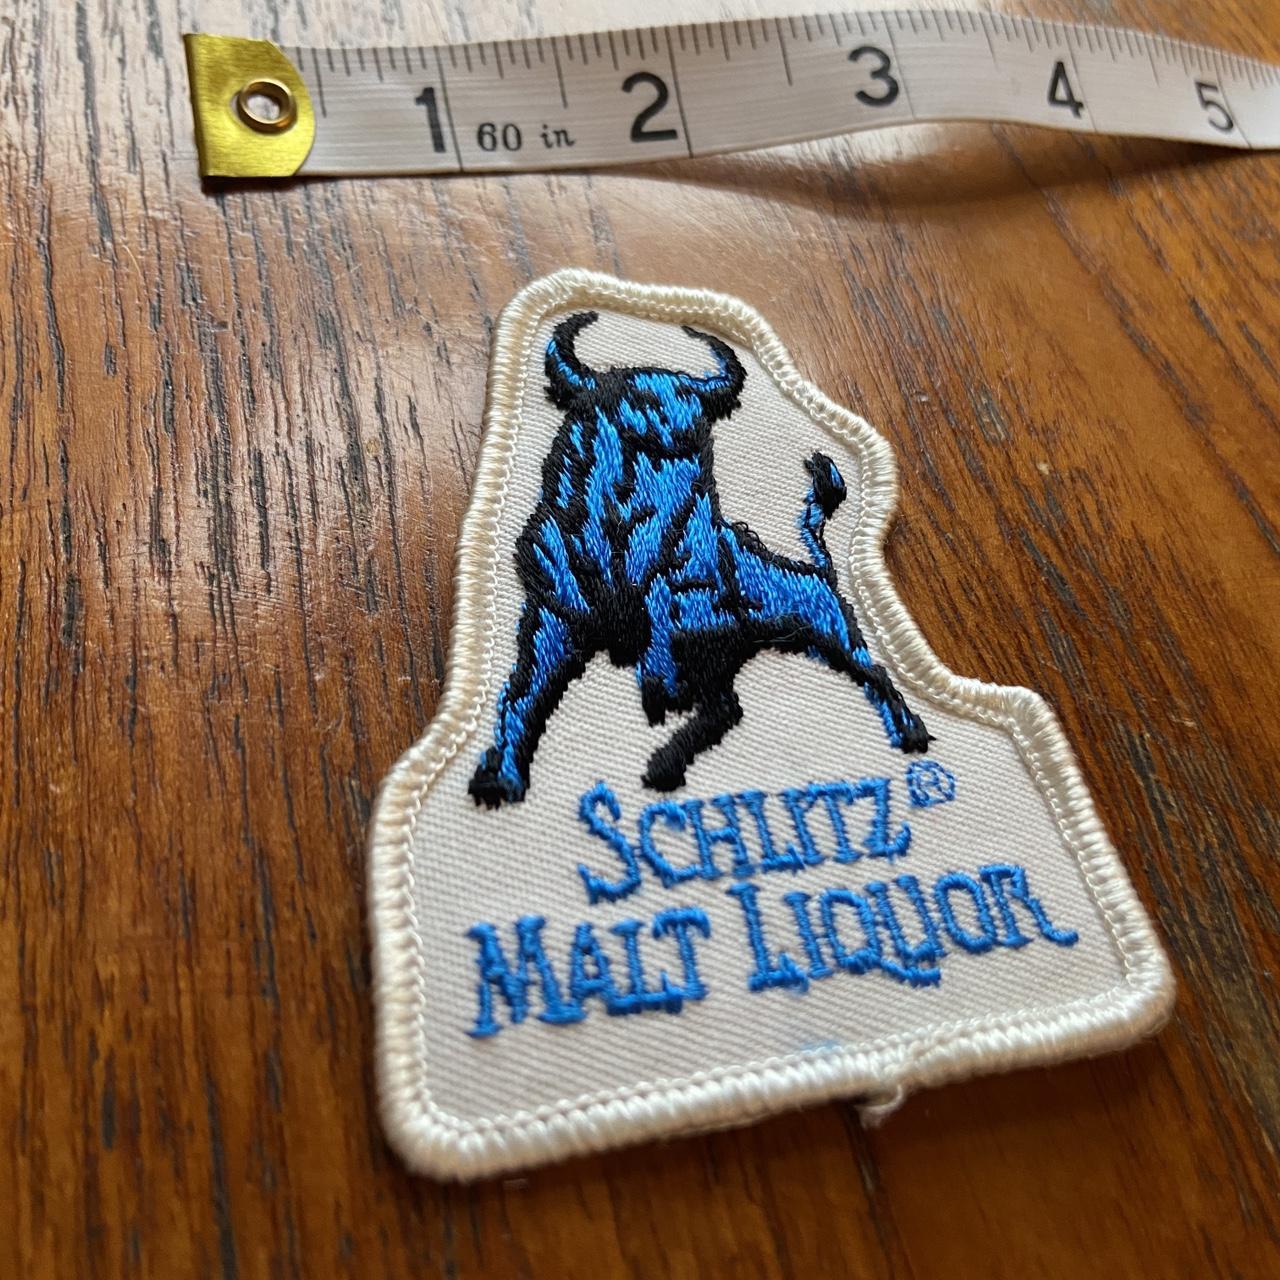 1 60 in 2 3 4 5
SCHLITZ®
MALT LIQUOR